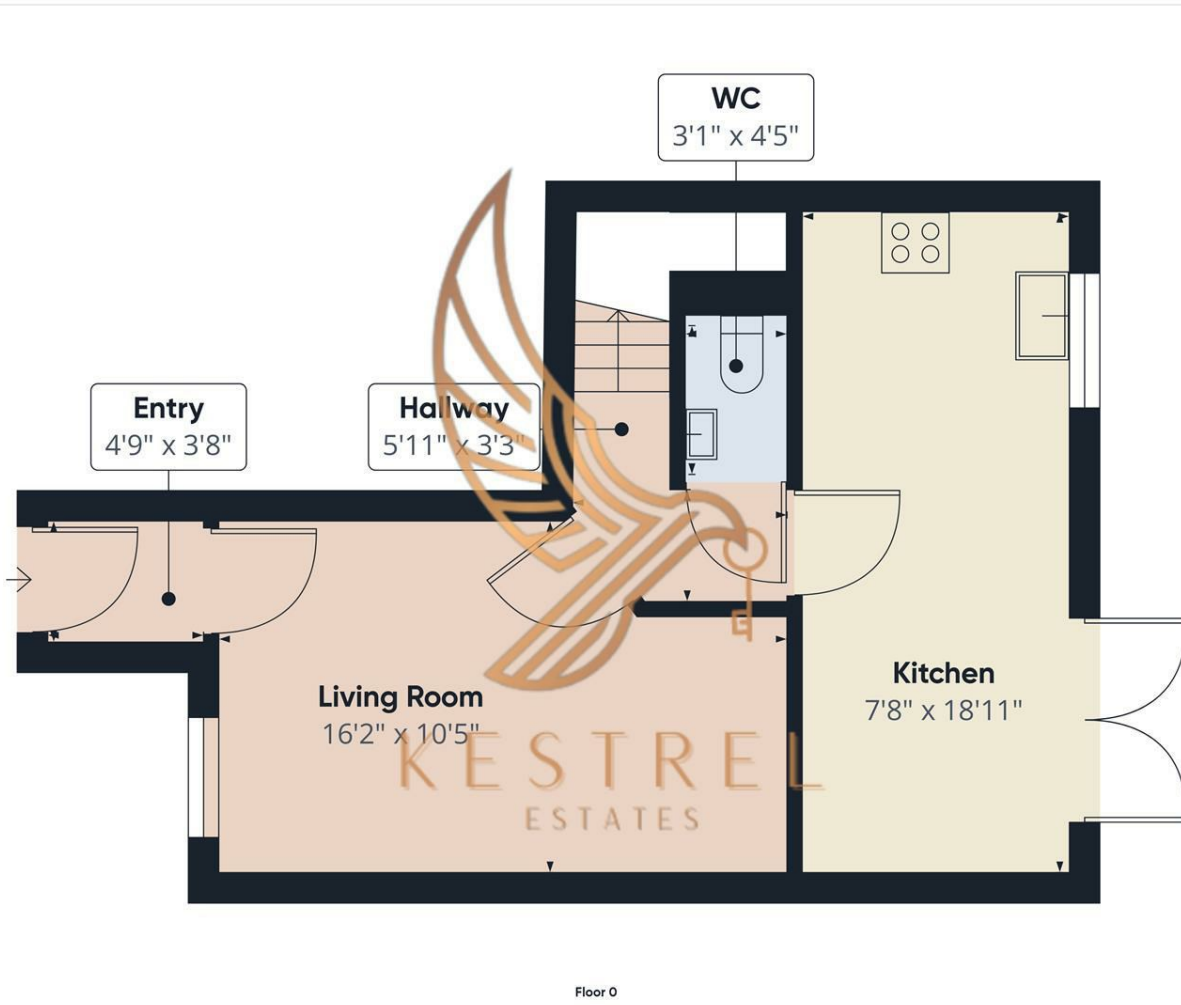 WC
3'1" x 4'5"
Entry
4'9" x 3'8"
Hallway
5'11" x 3'3"
Living Room
16'2" x 10'5"
Kitchen
7'8" x 18'11"
KESTREL
ESTATES
Floor 0